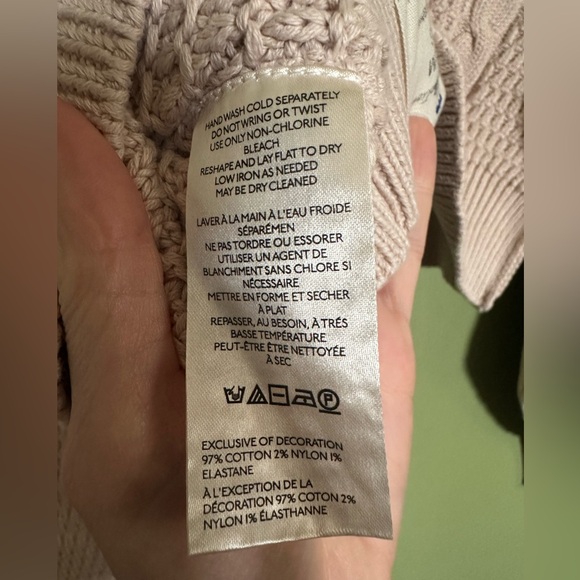 HAND WASH COLD SEPARATELY
DO NOT WRING OR TWIST
USE ONLY NON-CHLORINE
BLEACH
RESHAPE AND LAY FLAT TO DRY
LOW IRON AS NEEDED
MAY BE DRY CLEANED
LAVER À LA MAIN À L'EAU FROIDE
SÉPARÉMEN
NE PAS TORDRE OU ESSORER
UTILISER UN AGENT DE
BLANCHIMENT SANS CHLORE SI
NÉCESSAIRE
METTRE EN FORME ET SECHER
À PLAT
REPASSER, AU BESOIN, À TRÉS
BASSE TEMPÉRATURE
PEUT-ÊTRE ÊTRE NETTOYÉE
À SEC
P
EXCLUSIVE OF DECORATION
97% COTTON 2% NYLON 1%
ELASTANE
À L'EXCEPTION DE LA
DÉCORATION 97% COTON 2%
NYLON 1% ÉLASTHANNE